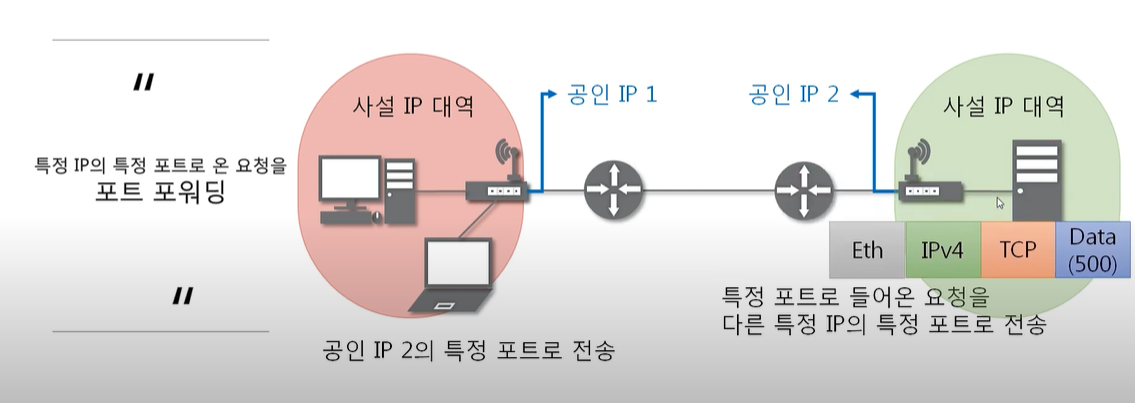 〃
특정 IP의 특정 포트로 온 요청을
포트 포워딩
〃
사설 IP 대역
공인 IP 1
공인 IP 2
사설 IP 대역
Eth
IPv4
TCP
Data
(500)
공인 IP 2의 특정 포트로 전송
특정 포트로 들어온 요청을
다른 특정 IP의 특정 포트로 전송